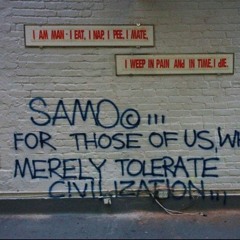 I AM MAN - I EAT, I NAP, I PEE, I MATE,
I WEEP IN PAIN AND IN TIME, I DIE.
SAMO© ,,,
FOR THOSE OF US, WH
MERELY TOLERATE
CIVILIZATION ,,,